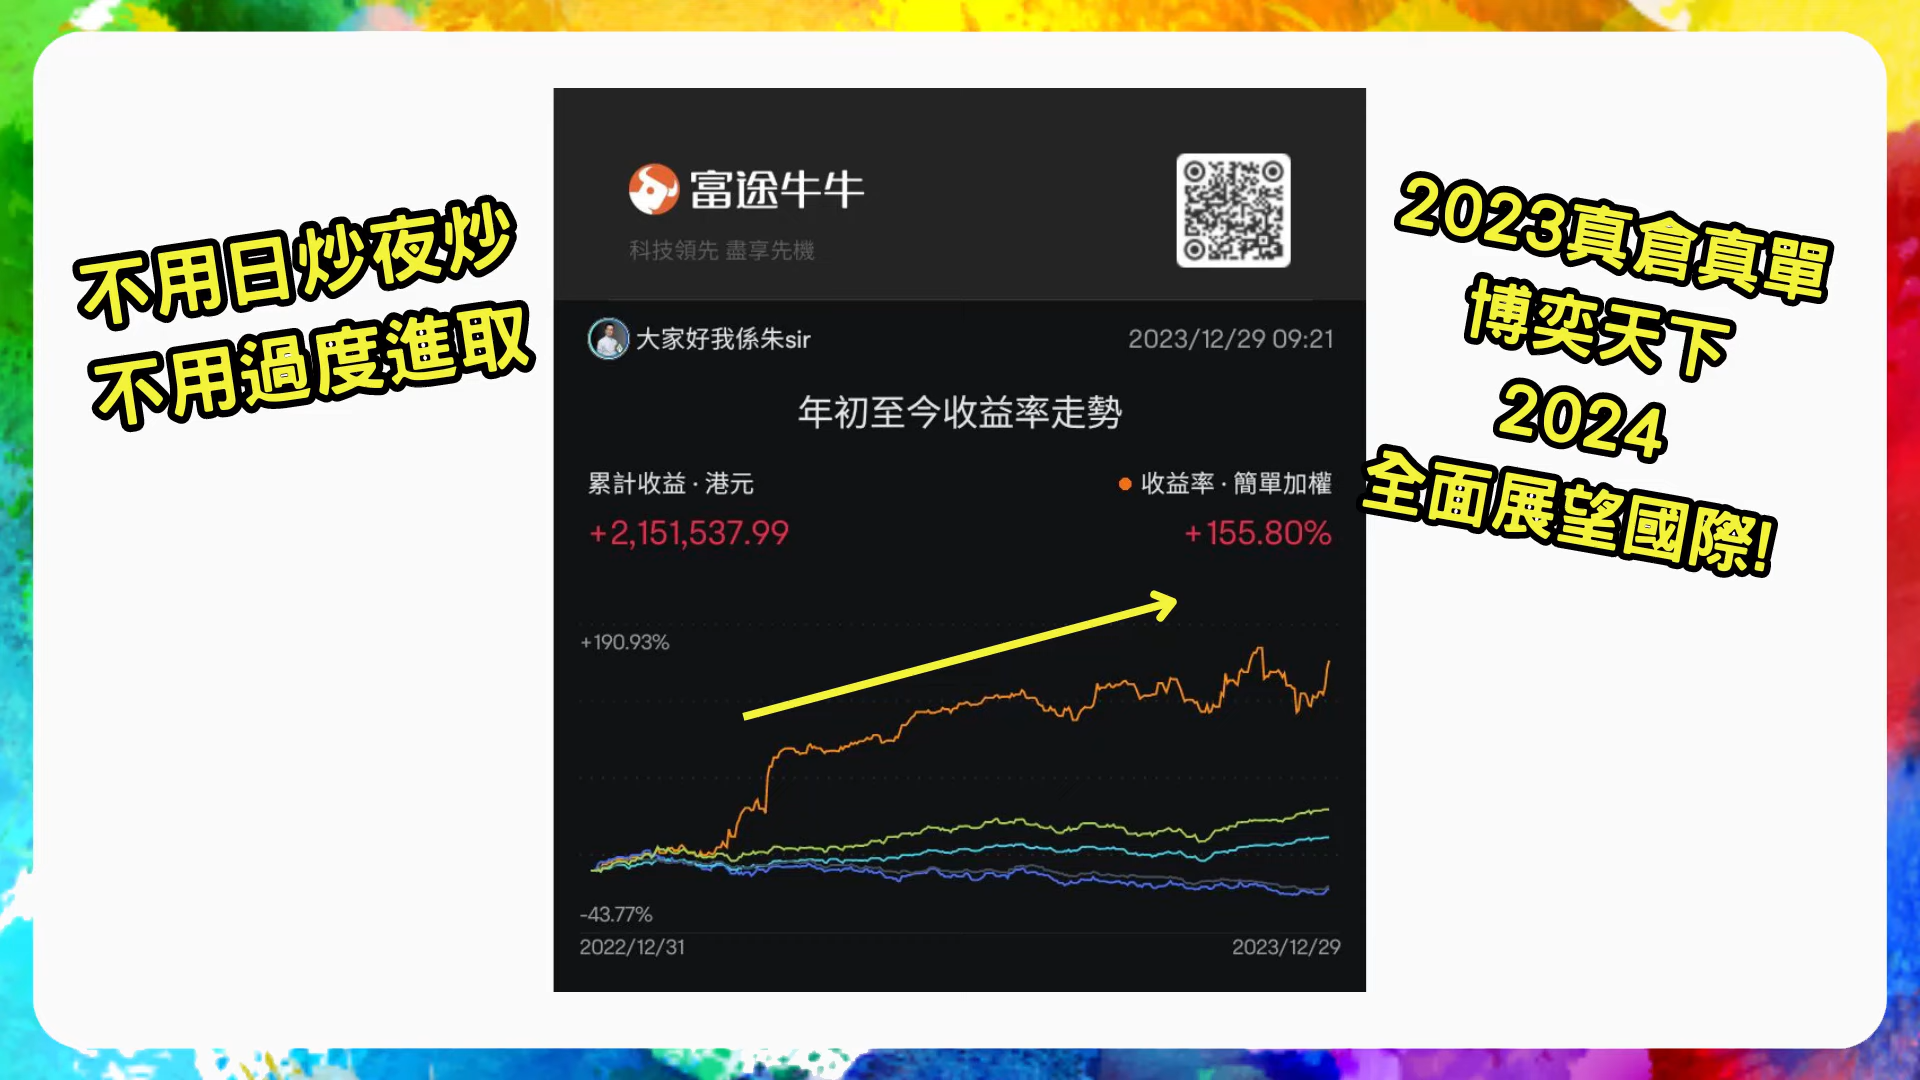 不用日炒夜炒
不用過度進取
富途牛牛
科技領先 盡享先機
大家好我係朱sir
2023/12/29 09:21
年初至今收益率走勢
累計收益 · 港元
收益率 · 簡單加權
+2,151,537.99
+155.80%
+190.93%
-43.77%
2022/12/31
2023/12/29
2023真倉真單
博奕天下
2024
全面展望國際!